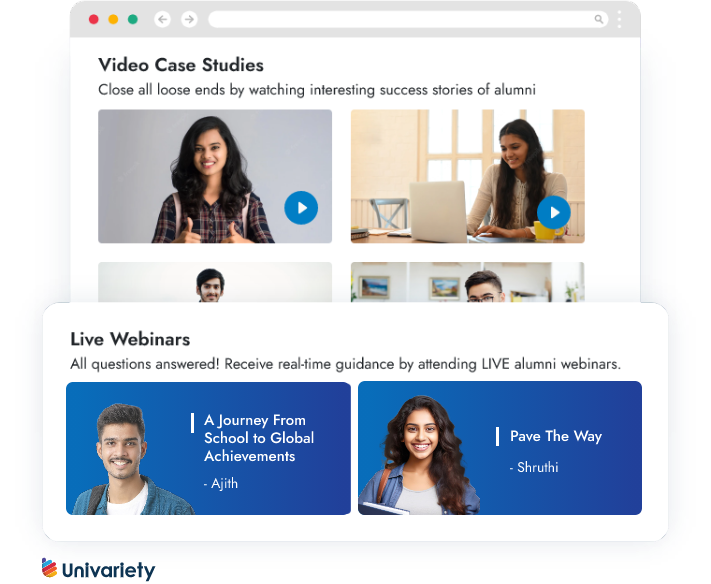 Video Case Studies
Close all loose ends by watching interesting success stories of alumni
Live Webinars
All questions answered! Receive real-time guidance by attending LIVE alumni webinars.
A Journey From
School to Global
Achievements
- Ajith
Pave The Way
- Shruthi
Univariety